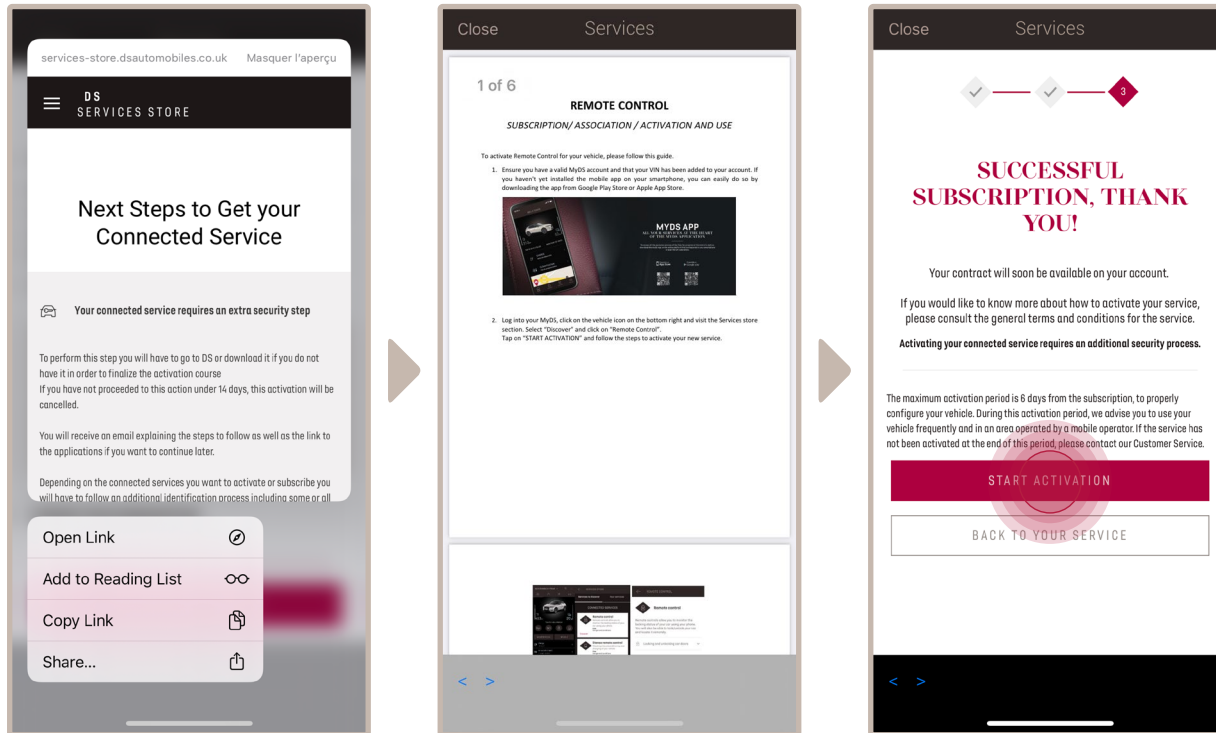 services-store.dsautomobiles.co.uk Masquer l'aperçu
DS
SERVICES STORE
Next Steps to Get your
Connected Service
Your connected service requires an extra security step
To perform this step you will have to go to DS or download it if you do not
have it in order to finalize the activation course
If you have not proceeded to this action under 14 days, this activation will be
cancelled.
You will receive an email explaining the steps to follow as well as the link to
the applications if you want to continue later.
Depending on the connected services you want to activate or subscribe you
will have to follow an additional identification process including some or all
Open Link
Add to Reading List
Copy Link
Share...
Close Services
1 of 6
REMOTE CONTROL
SUBSCRIPTION/ ASSOCIATION / ACTIVATION AND USE
To activate Remote Control for your vehicle, please follow this guide.
1. Ensure you have a valid MyDS account and that your VIN has been added to your account. If
you haven't yet installed the mobile app on your smartphone, you can easily do so by
downloading the app from Google Play Store or Apple App Store.
MYDS APP
ALL YOUR SERVICES AT THE HEART
OF THE MYDS APPLICATION
2. Log into your MyDS, click on the vehicle icon on the bottom right and visit the Services store
section. Select "Discover" and click on "Remote Control".
Tap on "START ACTIVATION" and follow the steps to activate your new service.
CONNECTED SERVICE
Remote control
Remote control
< >
Close Services
3
SUCCESSFUL
SUBSCRIPTION, THANK
YOU!
Your contract will soon be available on your account.
If you would like to know more about how to activate your service,
please consult the general terms and conditions for the service.
Activating your connected service requires an additional security process.
The maximum activation period is 6 days from the subscription, to properly
configure your vehicle. During this activation period, we advise you to use your
vehicle frequently and in an area operated by a mobile operator. If the service has
not been activated at the end of this period, please contact our Customer Service.
START ACTIVATION
BACK TO YOUR SERVICE
< >